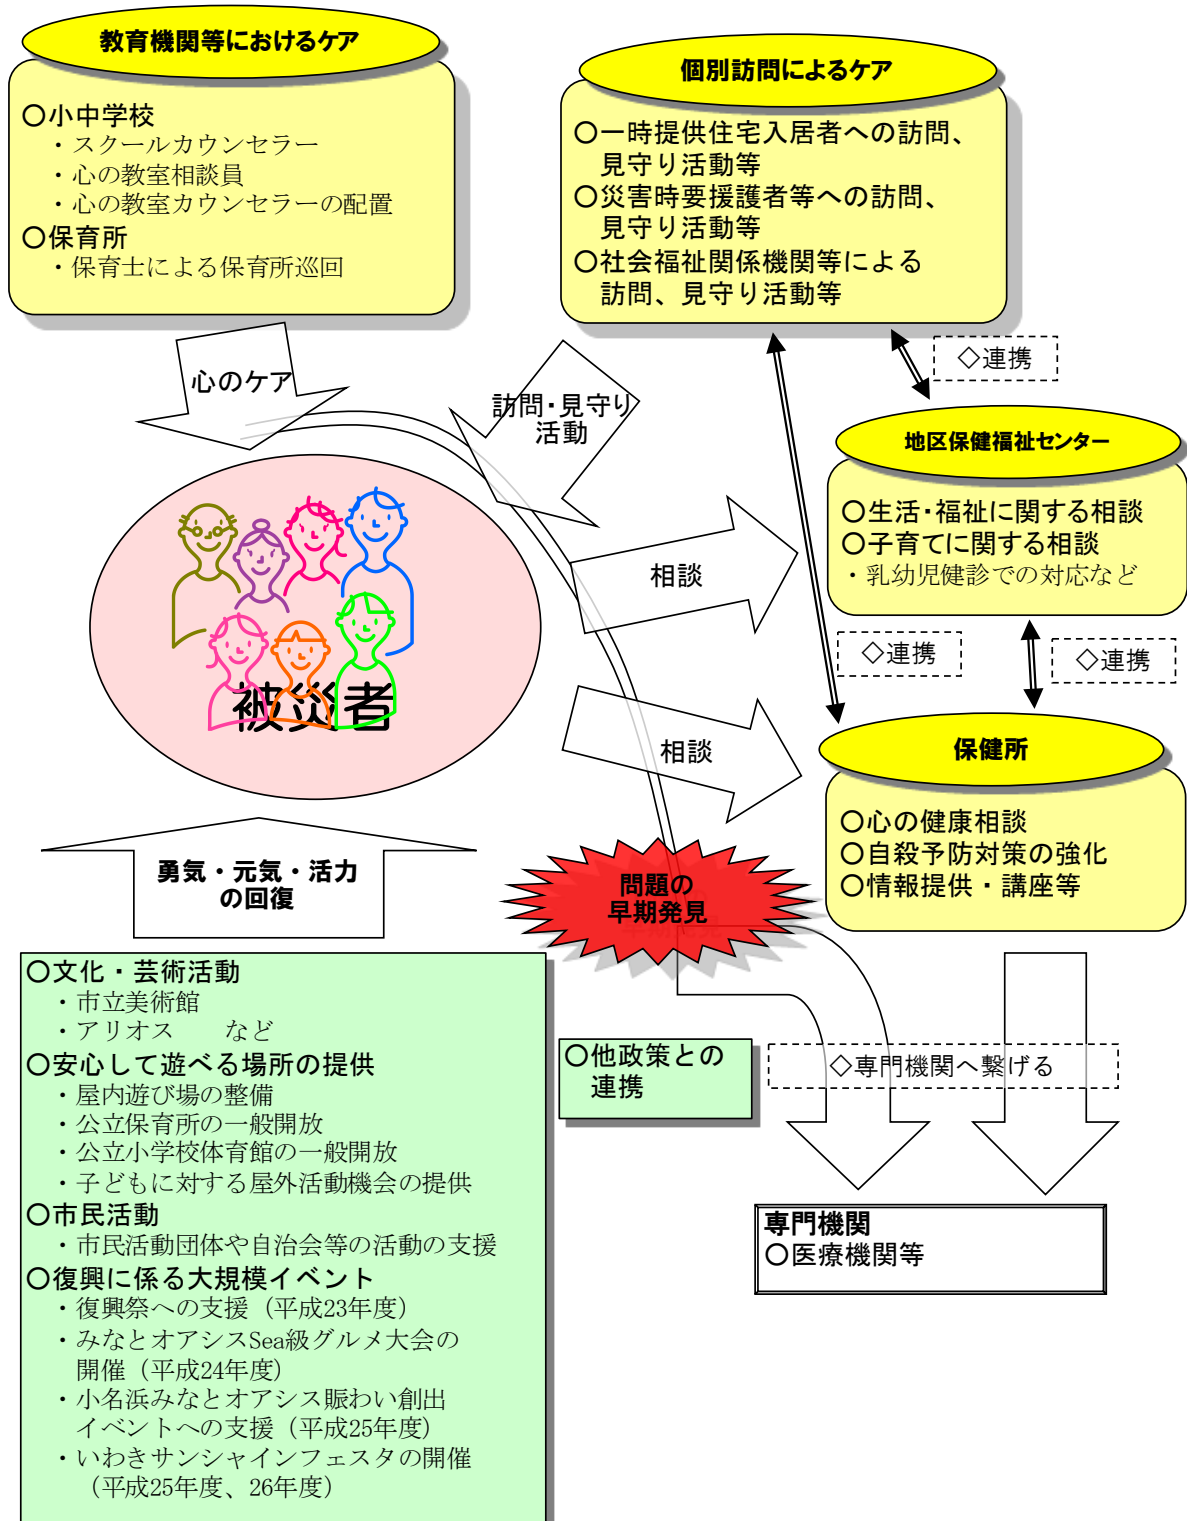 教育機関等におけるケア
〇小中学校
・スクールカウンセラー
・心の教室相談員
・心の教室カウンセラーの配置
〇保育所
・保育士による保育所巡回
個別訪問によるケア
〇一時提供住宅入居者への訪問、
見守り活動等
〇災害時要援護者等への訪問、
見守り活動等
〇社会福祉関係機関等による
訪問、見守り活動等
心のケア
訪問・見守り
活動
◇連携
地区保健福祉センター
〇生活・福祉に関する相談
〇子育てに関する相談
・乳幼児健診での対応など
相談
◇連携
◇連携
被災者
相談
保健所
〇心の健康相談
〇自殺予防対策の強化
〇情報提供・講座等
勇気・元気・活力
の回復
問題の
早期発見
〇文化・芸術活動
・市立美術館
・アリオス　　など
〇安心して遊べる場所の提供
・屋内遊び場の整備
・公立保育所の一般開放
・公立小学校体育館の一般開放
・子どもに対する屋外活動機会の提供
〇市民活動
・市民活動団体や自治会等の活動の支援
〇復興に係る大規模イベント
・復興祭への支援（平成23年度）
・みなとオアシスSea級グルメ大会の
開催（平成24年度）
・小名浜みなとオアシス賑わい創出
イベントへの支援（平成25年度）
・いわきサンシャインフェスタの開催
（平成25年度、26年度）
〇他政策との
連携
◇専門機関へ繋げる
専門機関
〇医療機関等